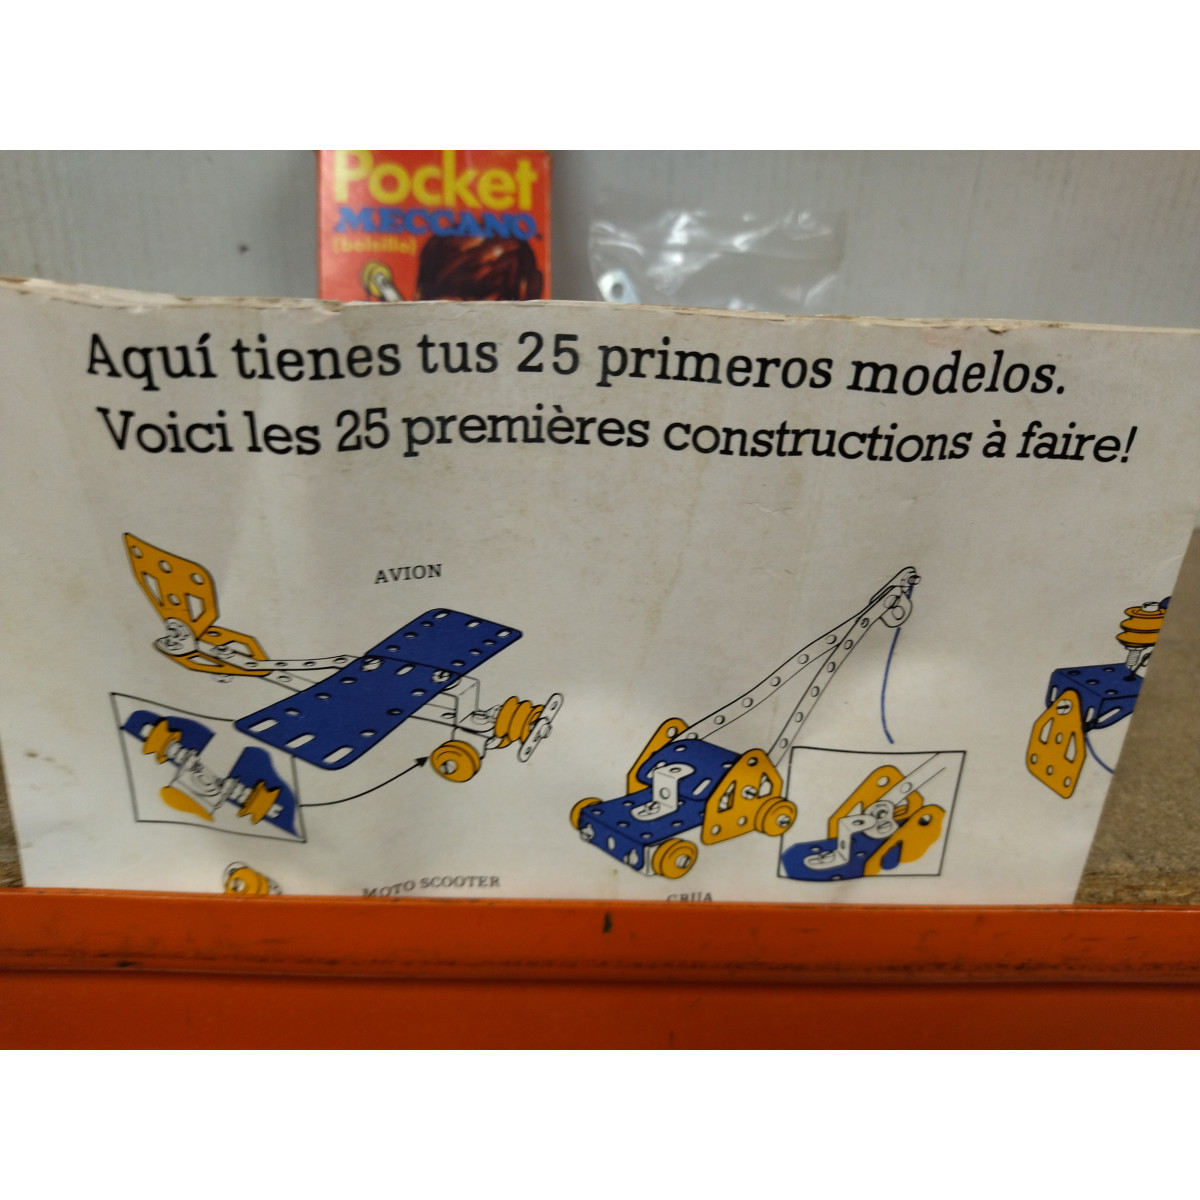 Pocket
MECCANO
(bolsillo)
Aquí tienes tus 25 primeros modelos.
Voici les 25 premières constructions à faire!
AVION
MOTO SCOOTER
GRUA